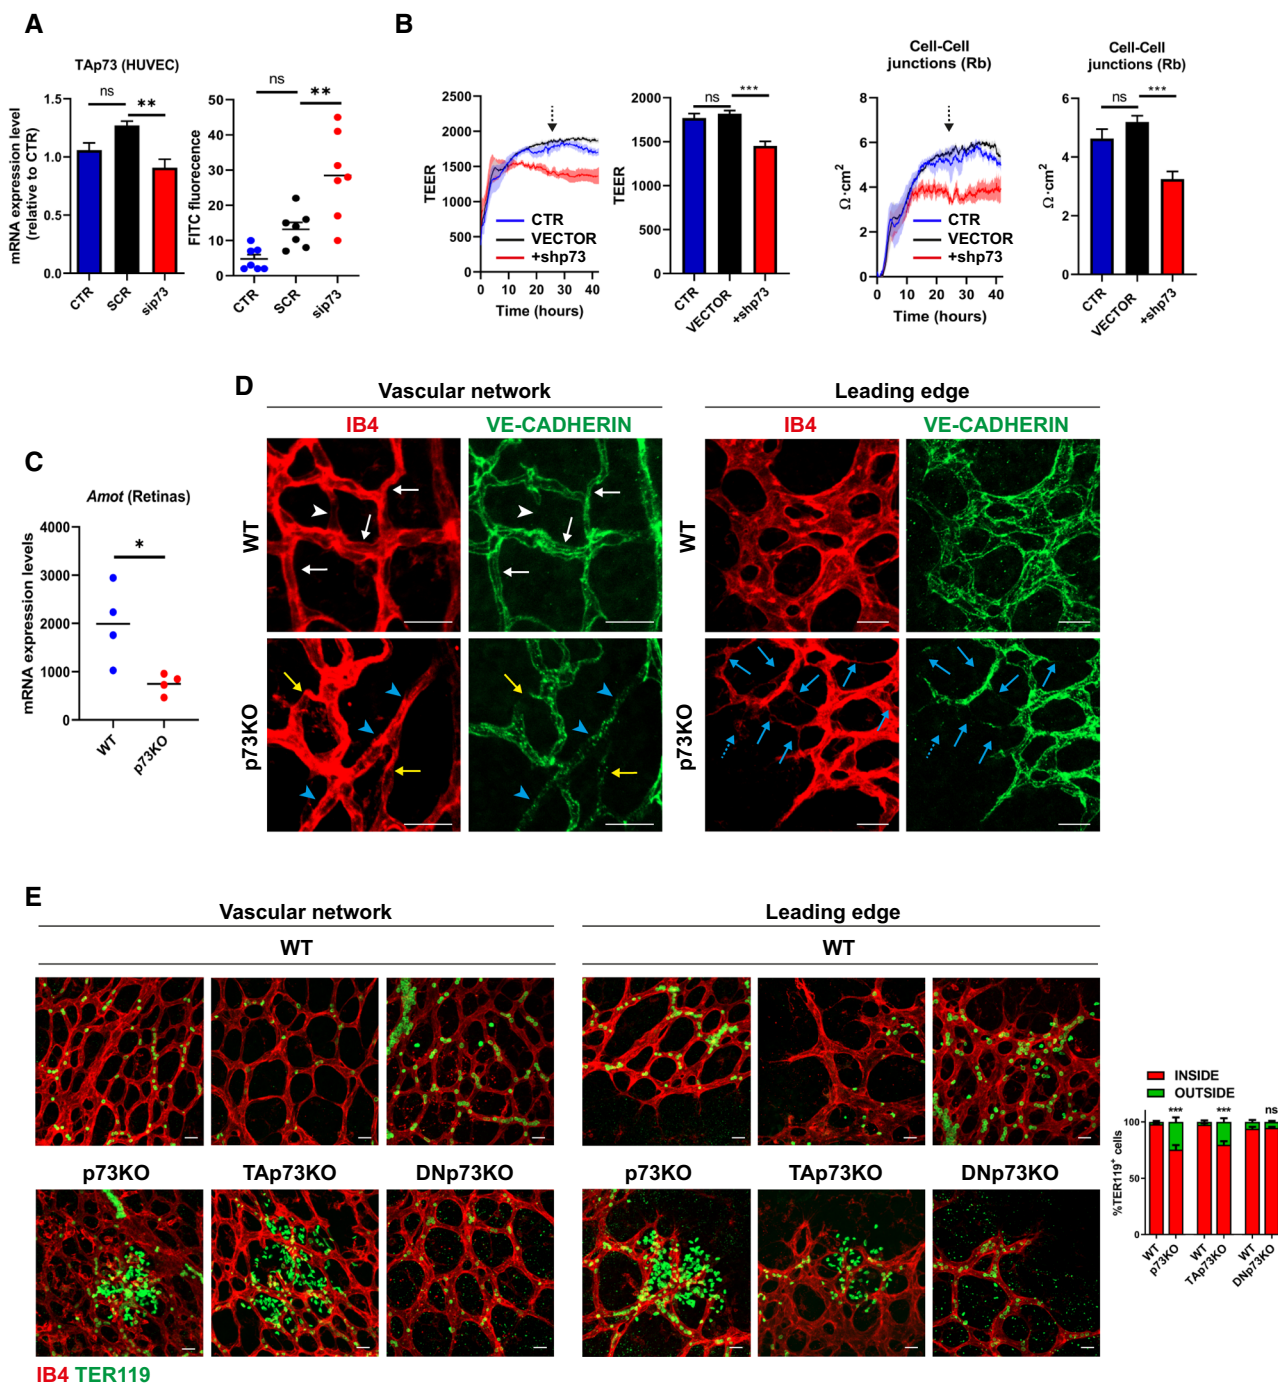 A
TAp73 (HUVEC)
mRNA expression level
(relative to CTR)
1.5
1.0
0.5
0.0
ns
**
CTR
SCR
sip73
FITC fluorecence
50
40
30
20
10
0
ns
**
CTR
SCR
sip73
B
TEER
2500
2000
1500
1000
500
0
CTR
VECTOR
+shp73
0 10 20 30 40
Time (hours)
TEER
2000
1500
1000
500
0
ns
***
CTR
VECTOR
+shp73
Cell-Cell
junctions (Rb)
Ω·cm2
8
6
4
2
0
CTR
VECTOR
+shp73
0 10 20 30 40
Time (hours)
Cell-Cell
junctions (Rb)
Ω·cm2
6
4
2
0
ns
***
CTR
VECTOR
+shp73
C
Amot (Retinas)
mRNA expression levels
4000
3000
2000
1000
0
*
WT
p73KO
D
Vascular network
Leading edge
IB4
VE-CADHERIN
IB4
VE-CADHERIN
WT
WT
p73KO
p73KO
E
Vascular network
Leading edge
WT
WT
p73KO
TAp73KO
DNp73KO
p73KO
TAp73KO
DNp73KO
IB4 TER119
INSIDE
OUTSIDE
%TER119+ cells
100
50
0
***
***
ns
WT
p73KO
WT
TAp73KO
WT
DNp73KO